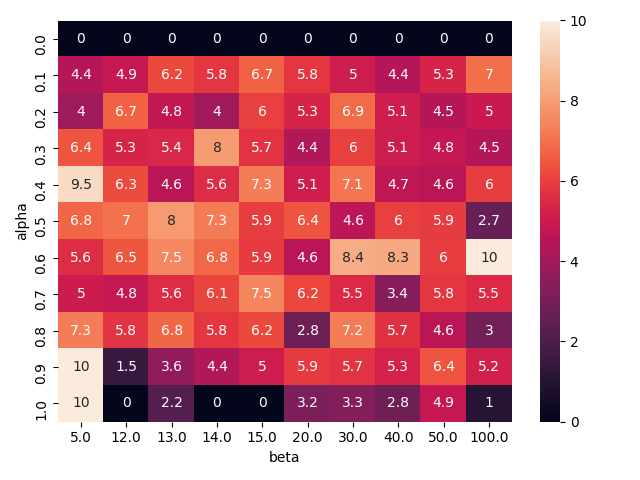 0.0 0 0 0 0 0 0 0 0 0 0
0.1 4.4 4.9 6.2 5.8 6.7 5.8 5 4.4 5.3 7
0.2 4 6.7 4.8 4 6 5.3 6.9 5.1 4.5 5
0.3 6.4 5.3 5.4 8 5.7 4.4 6 5.1 4.8 4.5
0.4 9.5 6.3 4.6 5.6 7.3 5.1 7.1 4.7 4.6 6
0.5 6.8 7 8 7.3 5.9 6.4 4.6 6 5.9 2.7
0.6 5.6 6.5 7.5 6.8 5.9 4.6 8.4 8.3 6 10
0.7 5 4.8 5.6 6.1 7.5 6.2 5.5 3.4 5.8 5.5
0.8 7.3 5.8 6.8 5.8 6.2 2.8 7.2 5.7 4.6 3
0.9 10 1.5 3.6 4.4 5 5.9 5.7 5.3 6.4 5.2
1.0 10 0 2.2 0 0 3.2 3.3 2.8 4.9 1
5.0 12.0 13.0 14.0 15.0 20.0 30.0 40.0 50.0 100.0
beta
alpha
10
8
6
4
2
0